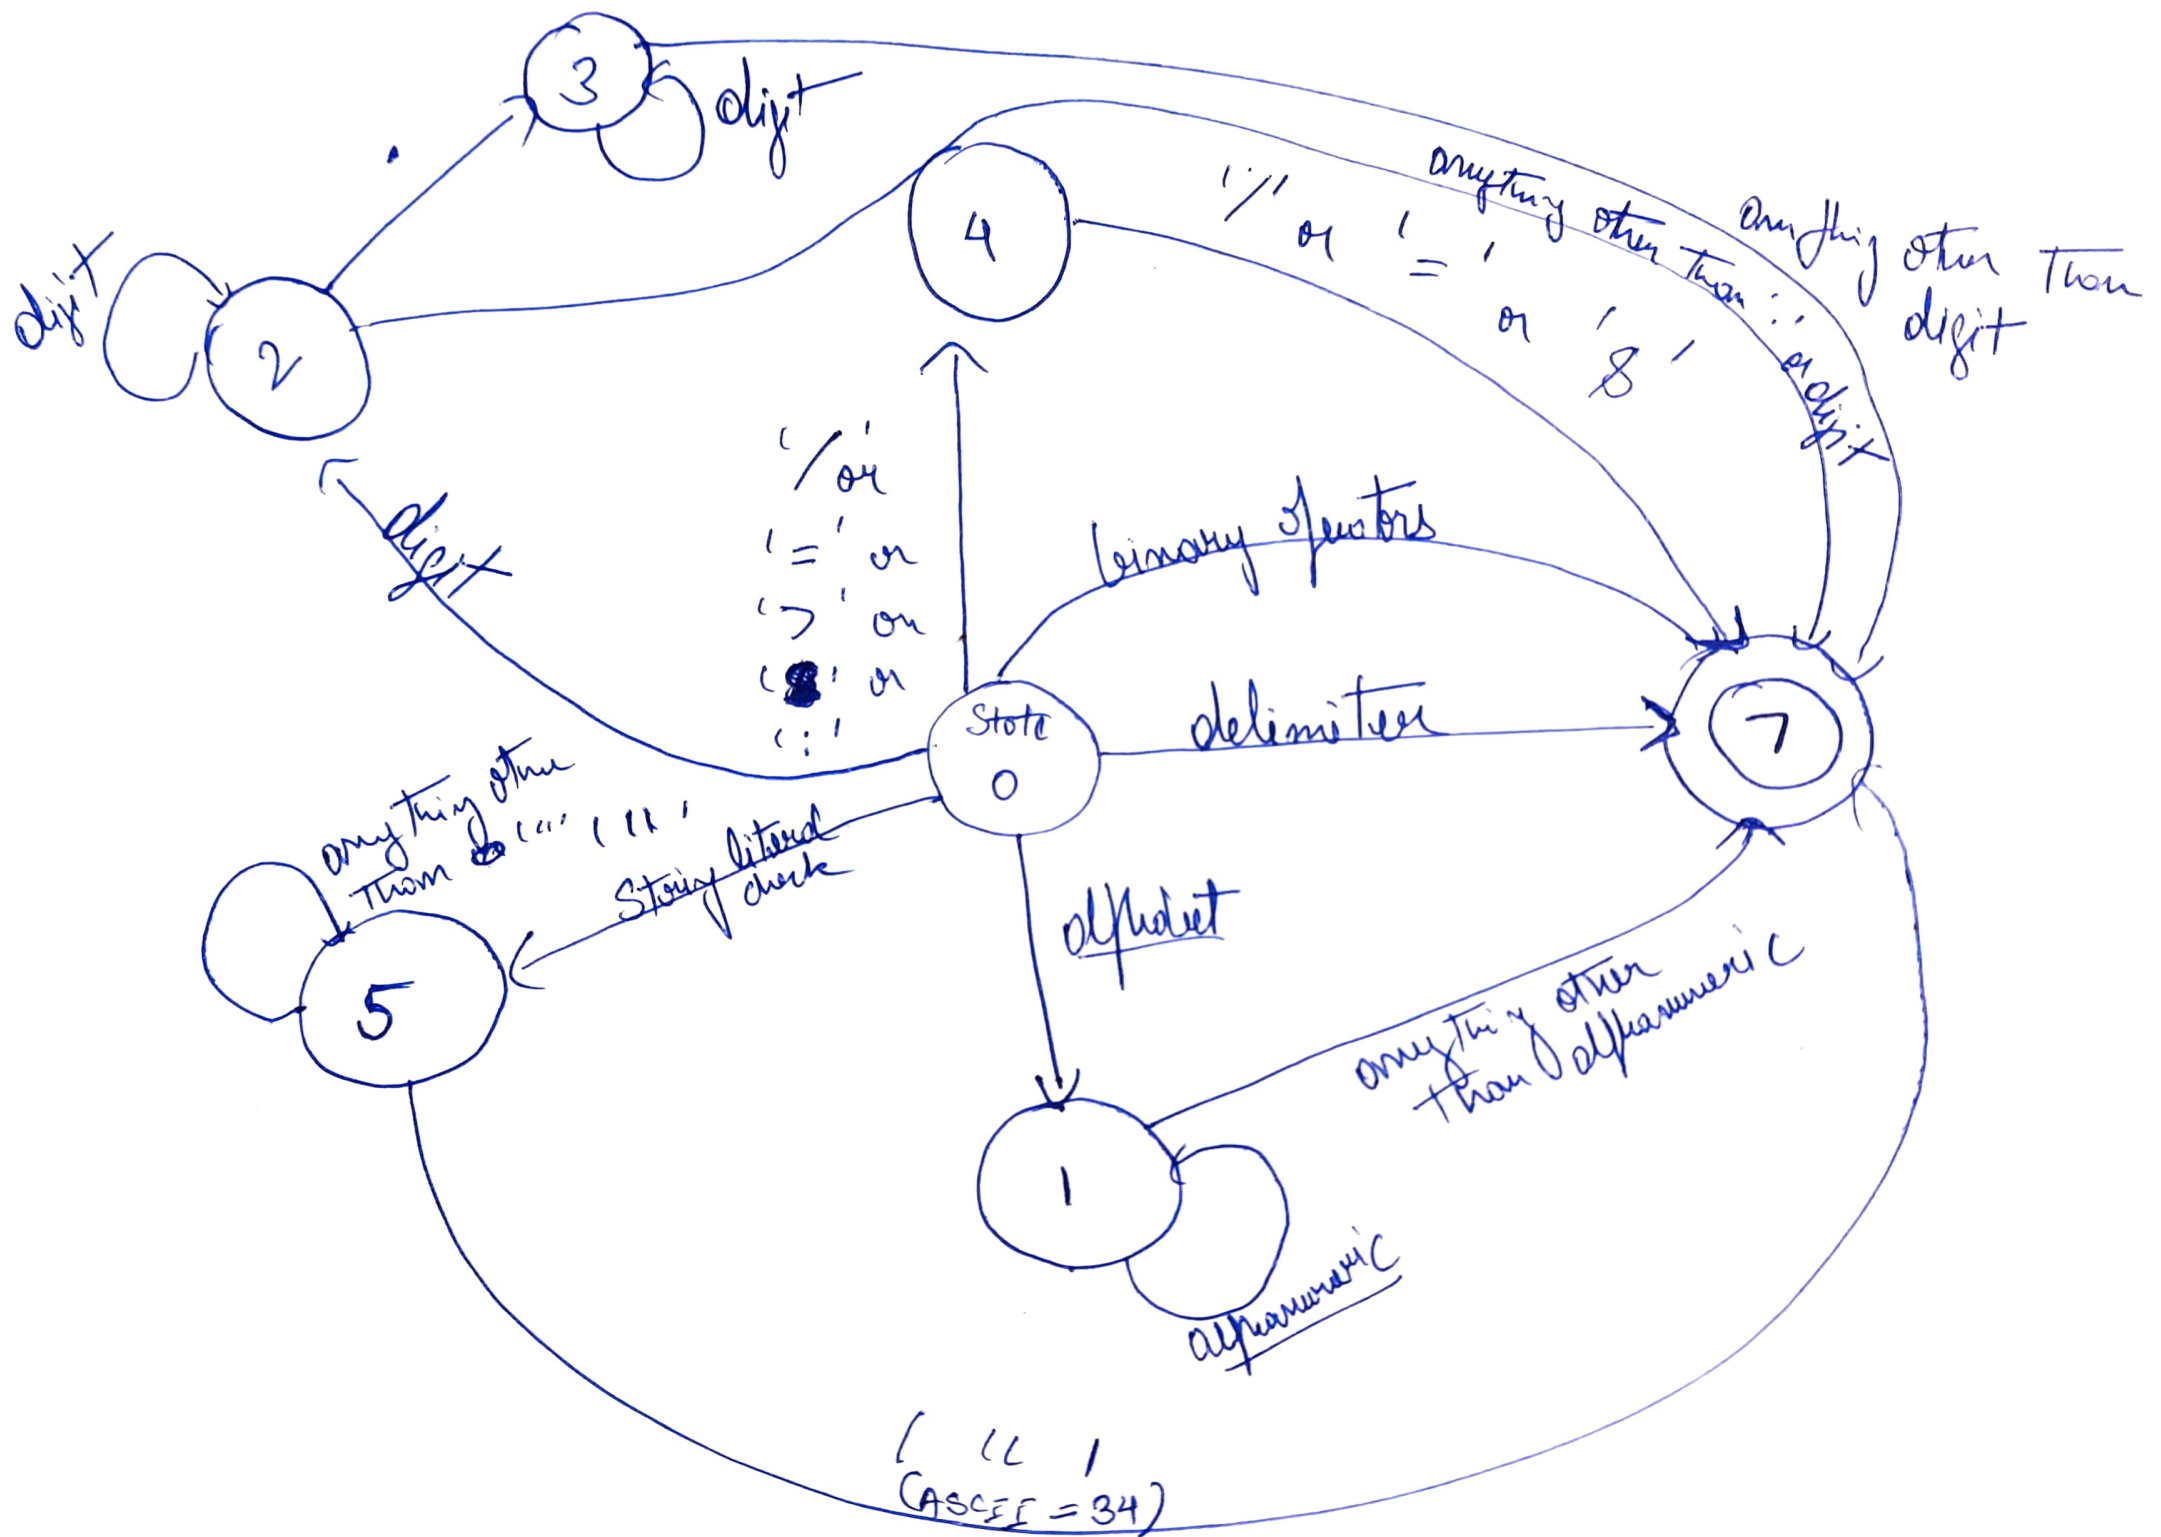 3
digit
.
4
'/' or '='
or '8'
anything other than '.' or digit
anything other than
digit
digit
2
digit
'/' or
'=' or
'>' or
' ' or
':'
binary operators
State
0
delimiter
7
anything other
than '"'
String literal
check
5
alphabet
anything other
than alphanumeric
1
alphanumeric
' " '
(ASCII = 34)